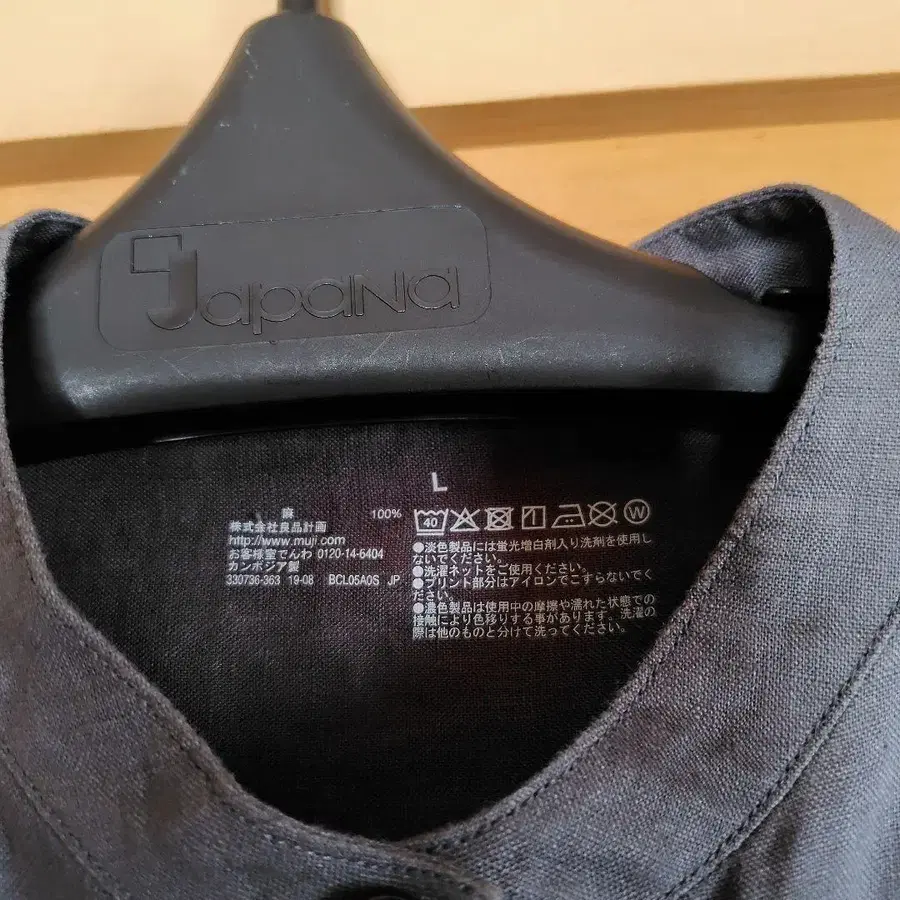 Japana
L
麻 100%
株式会社良品計画
http://www.muji.com
お客様室でんわ 0120-14-6404
カンボジア製
330736-363 19-08 BCL05A0S JP
40
W
●淡色製品には蛍光増白剤入り洗剤を使用し
ないでください。
●洗濯ネットをご使用ください。
●プリント部分はアイロンでこすらないでく
ださい。
●濃色製品は使用中の摩擦や濡れた状態での
接触により色移りする事があります。洗濯の
際は他のものと分けて洗ってください。